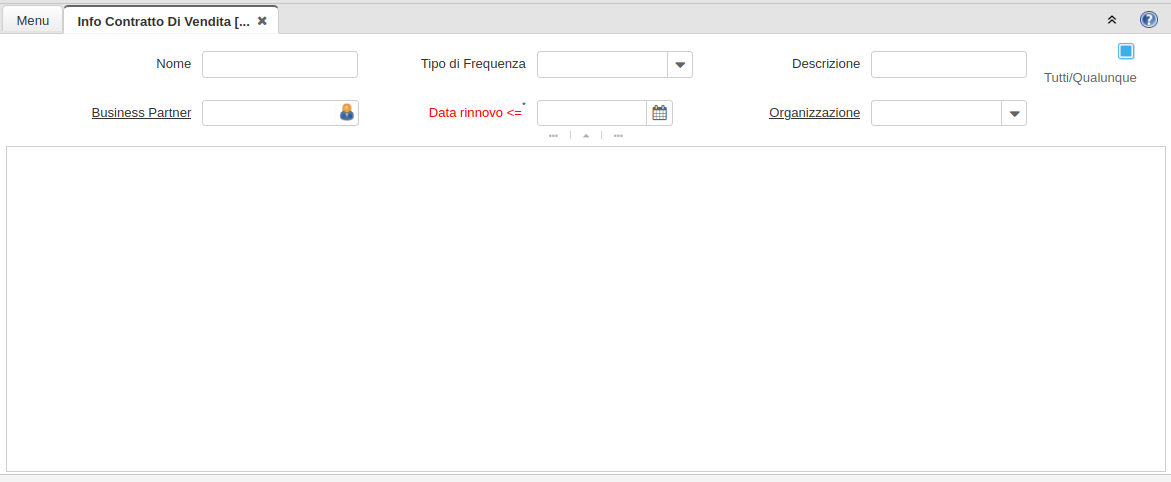 Menu
Info Contratto Di Vendita [...
Nome
Tipo di Frequenza
Descrizione
Tutti/Qualunque
Business Partner
Data rinnovo <=*
Organizzazione